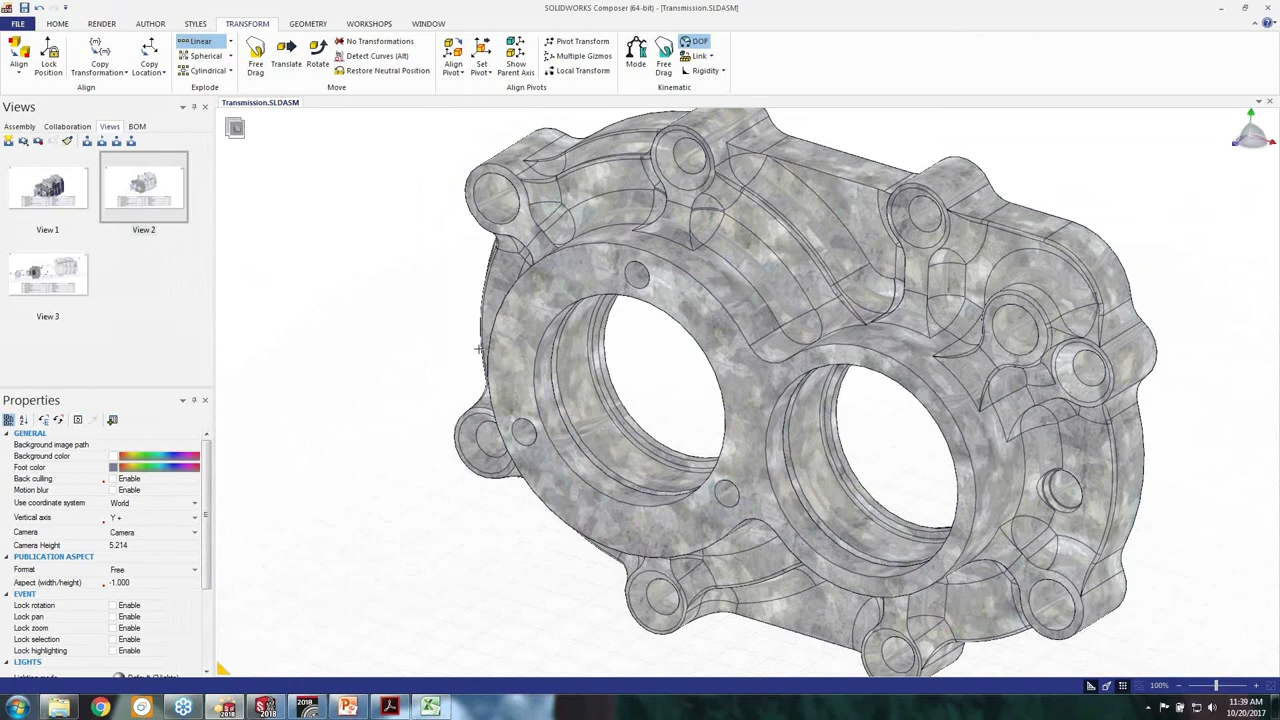 SOLIDWORKS Composer (64-bit) - [Transmission.SLDASM]
FILE HOME RENDER AUTHOR STYLES TRANSFORM GEOMETRY WORKSHOPS WINDOW
Align
Lock Position
Copy Transformation
Copy Location
Linear
Spherical
Cylindrical
Free Drag
Translate
Rotate
No Transformations
Detect Curves (Alt)
Restore Neutral Position
Align Pivot
Set Pivot
Show Parent Axis
Pivot Transform
Multiple Gizmos
Local Transform
Mode
Free Drag
DOF
Link
Rigidity
Align Explode Move Align Pivots Kinematic
Views
Transmission.SLDASM
Assembly Collaboration Views BOM
View 1 View 2
View 3
Properties
GENERAL
Background image path
Background color
Foot color
Back culling Enable
Motion blur Enable
Use coordinate system World
Vertical axis Y +
Camera Camera
Camera Height 5.214
PUBLICATION ASPECT
Format Free
Aspect (width/height) -1.000
EVENT
Lock rotation Enable
Lock pan Enable
Lock zoom Enable
Lock selection Enable
Lock highlighting Enable
LIGHTS
100%
2018
2018
2018
11:39 AM
10/20/2017